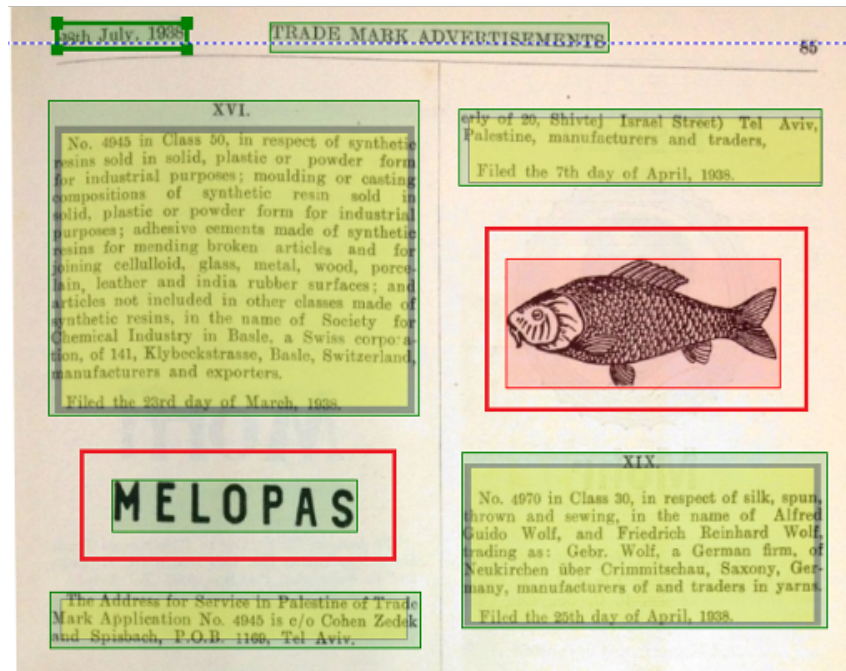 28th July. 1938
TRADE MARK ADVERTISEMENTS
85
XVI.
No. 4945 in Class 50, in respect of synthetic
resins sold in solid, plastic or powder form
for industrial purposes; moulding or casting
compositions of synthetic resin sold in
solid, plastic or powder form for industrial
purposes; adhesive cements made of synthetic
resins for mending broken articles and for
joining cellulloid, glass, metal, wood, porce-
lain, leather and india rubber surfaces; and
articles not included in other classes made of
synthetic resins, in the name of Society for
Chemical Industry in Basle, a Swiss corpora-
tion, of 141, Klybeckstrasse, Basle, Switzerland,
manufacturers and exporters.
Filed the 23rd day of March, 1938.
MELOPAS
The Address for Service in Palestine of Trade
Mark Application No. 4945 is c/o Cohen Zedek
and Spisbach, P.O.B. 1169, Tel Aviv.
erly of 20, Shivtej Israel Street) Tel Aviv,
Palestine, manufacturers and traders,
Filed the 7th day of April, 1938.
XIX.
No. 4970 in Class 30, in respect of silk, spun,
thrown and sewing, in the name of Alfred
Guido Wolf, and Friedrich Reinhard Wolf,
trading as: Gebr. Wolf, a German firm, of
Neukirchen über Crimmitschau, Saxony, Ger-
many, manufacturers of and traders in yarns.
Filed the 25th day of April, 1938.